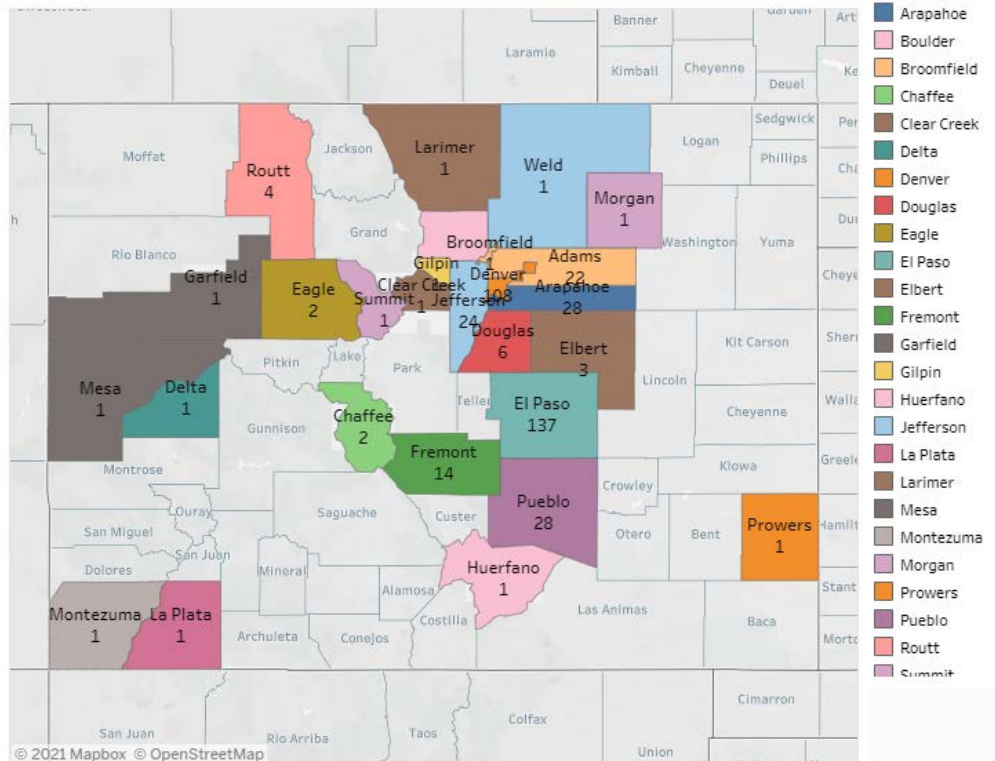 Banner
Laramie
Kimball
Cheyenne
Deuel
Moffat
Routt
4
Jackson
Larimer
1
Weld
1
Logan
Sedgwick
Phillips
Morgan
1
Washington
Yuma
Rio Blanco
Grand
Broomfield
1
Gilpin
Adams
22
Denver
108
Arapahoe
28
Garfield
1
Eagle
2
Summit
1
Clear Creek
1
Jefferson
24
Douglas
6
Elbert
3
Kit Carson
Pitkin
Lake
Park
Lincoln
Mesa
1
Delta
1
Chaffee
2
Teller
El Paso
137
Cheyenne
Gunnison
Fremont
14
Kiowa
Montrose
Crowley
Pueblo
28
Ouray
Saguache
Custer
Otero
Bent
Prowers
1
San Miguel
San Juan
Dolores
Mineral
Huerfano
1
Alamosa
Montezuma
1
La Plata
1
Costilla
Las Animas
Baca
Archuleta
Conejos
San Juan
Rio Arriba
Taos
Colfax
Union
Cimarron
© 2021 Mapbox © OpenStreetMap
Arapahoe
Boulder
Broomfield
Chaffee
Clear Creek
Delta
Denver
Douglas
Eagle
El Paso
Elbert
Fremont
Garfield
Gilpin
Huerfano
Jefferson
La Plata
Larimer
Mesa
Montezuma
Morgan
Prowers
Pueblo
Routt
Summit